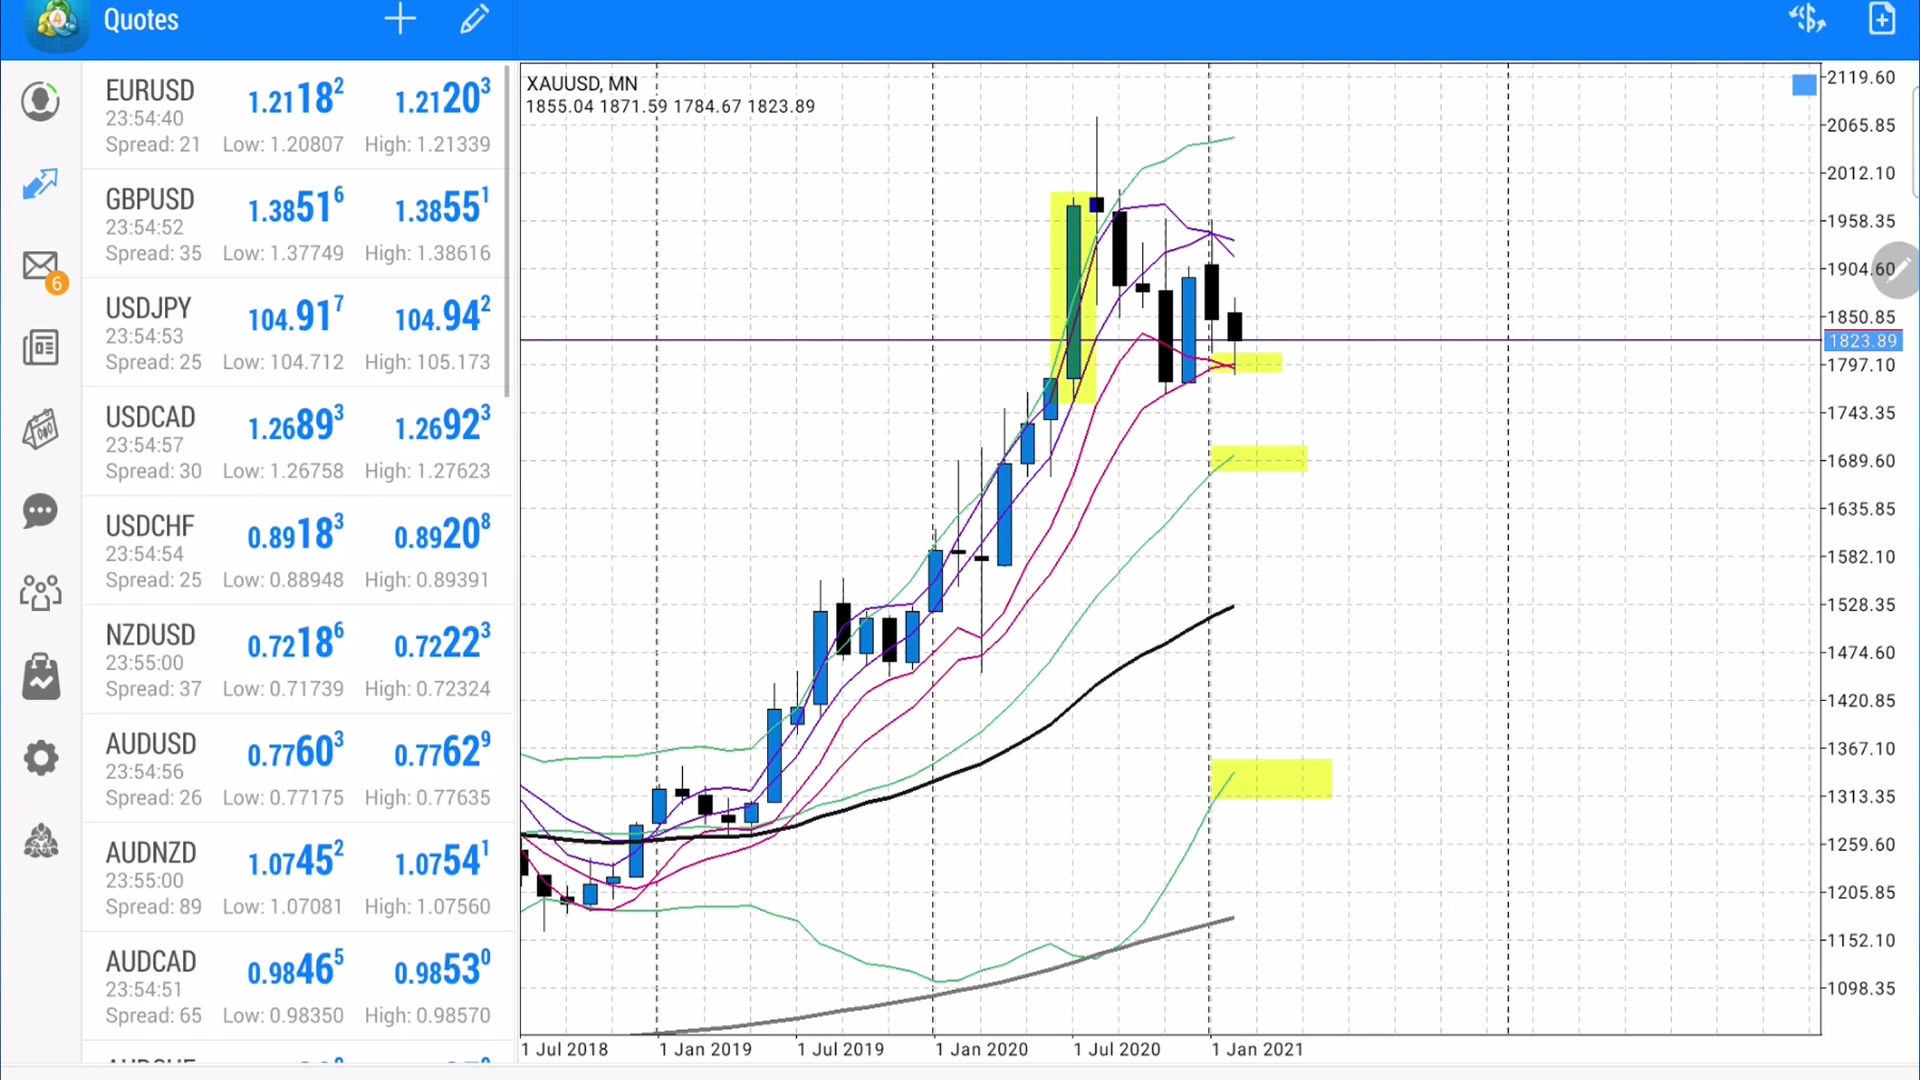 4
Quotes
EURUSD
23:54:40
Spread: 21
1.21182
1.21203
Low: 1.20807
High: 1.21339
GBPUSD
23:54:52
Spread: 35
1.38516
1.38551
Low: 1.37749
High: 1.38616
USDJPY
23:54:53
Spread: 25
104.917
104.942
Low: 104.712
High: 105.173
USDCAD
23:54:57
Spread: 30
1.26893
1.26923
Low: 1.26758
High: 1.27623
USDCHF
23:54:54
Spread: 25
0.89183
0.89208
Low: 0.88948
High: 0.89391
NZDUSD
23:55:00
Spread: 37
0.72186
0.72223
Low: 0.71739
High: 0.72324
AUDUSD
23:54:56
Spread: 26
0.77603
0.77629
Low: 0.77175
High: 0.77635
AUDNZD
23:55:00
Spread: 89
1.07452
1.07541
Low: 1.07081
High: 1.07560
AUDCAD
23:54:51
Spread: 65
0.98465
0.98530
Low: 0.98350
High: 0.98570
6
XAUUSD, MN
1855.04 1871.59 1784.67 1823.89
2119.60
2065.85
2012.10
1958.35
1904.60
1850.85
1823.89
1797.10
1743.35
1689.60
1635.85
1582.10
1528.35
1474.60
1420.85
1367.10
1313.35
1259.60
1205.85
1152.10
1098.35
1 Jul 2018
1 Jan 2019
1 Jul 2019
1 Jan 2020
1 Jul 2020
1 Jan 2021